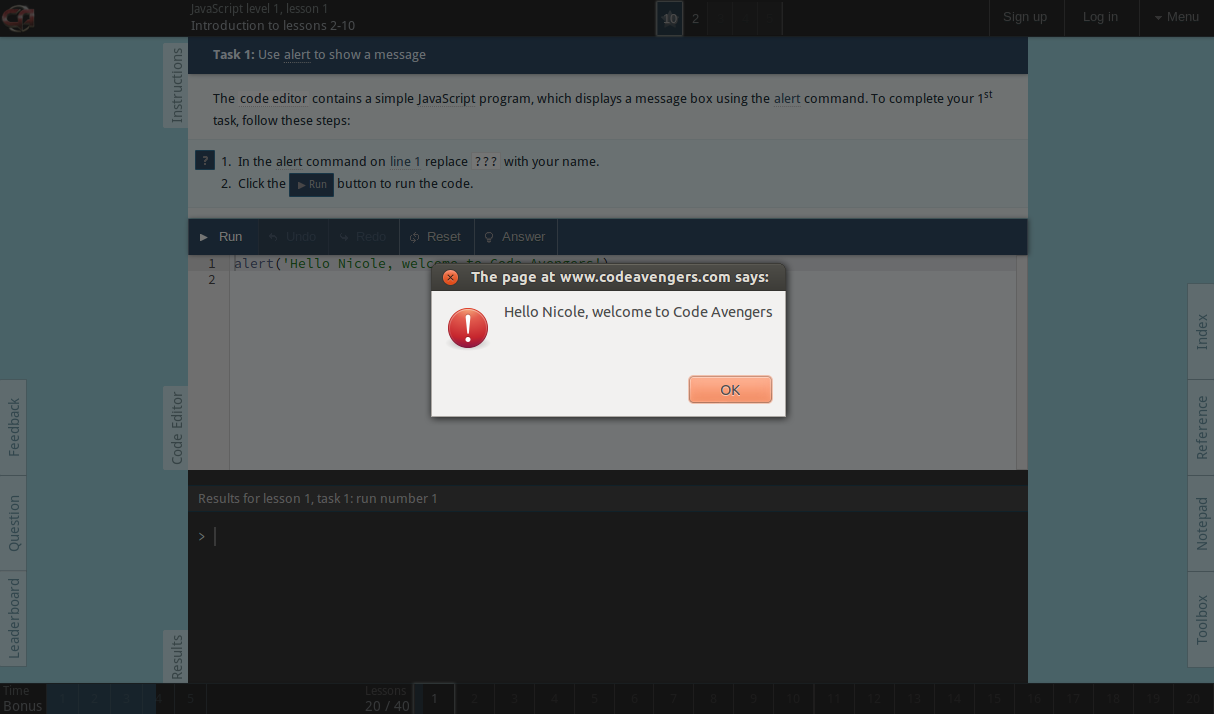 JavaScript level 1, lesson 1
Introduction to lessons 2-10
10 2
Sign up Log in Menu
Instructions
Task 1: Use alert to show a message
The code editor contains a simple JavaScript program, which displays a message box using the alert command. To complete your 1st
task, follow these steps:
? 1. In the alert command on line 1 replace ??? with your name.
2. Click the Run button to run the code.
Run Undo Redo Reset Answer
1 alert('Hello Nicole, welcome to Code Avengers')
2
The page at www.codeavengers.com says:
Hello Nicole, welcome to Code Avengers
OK
Code Editor
Feedback
Question
Leaderboard
Index
Reference
Notepad
Toolbox
Results for lesson 1, task 1: run number 1
>
Results
Time
Bonus
1 2 3 4 5
Lessons
20 / 40
1 2 3 4 5 6 7 8 9 10 11 12 13 14 15 16 17 18 19 20